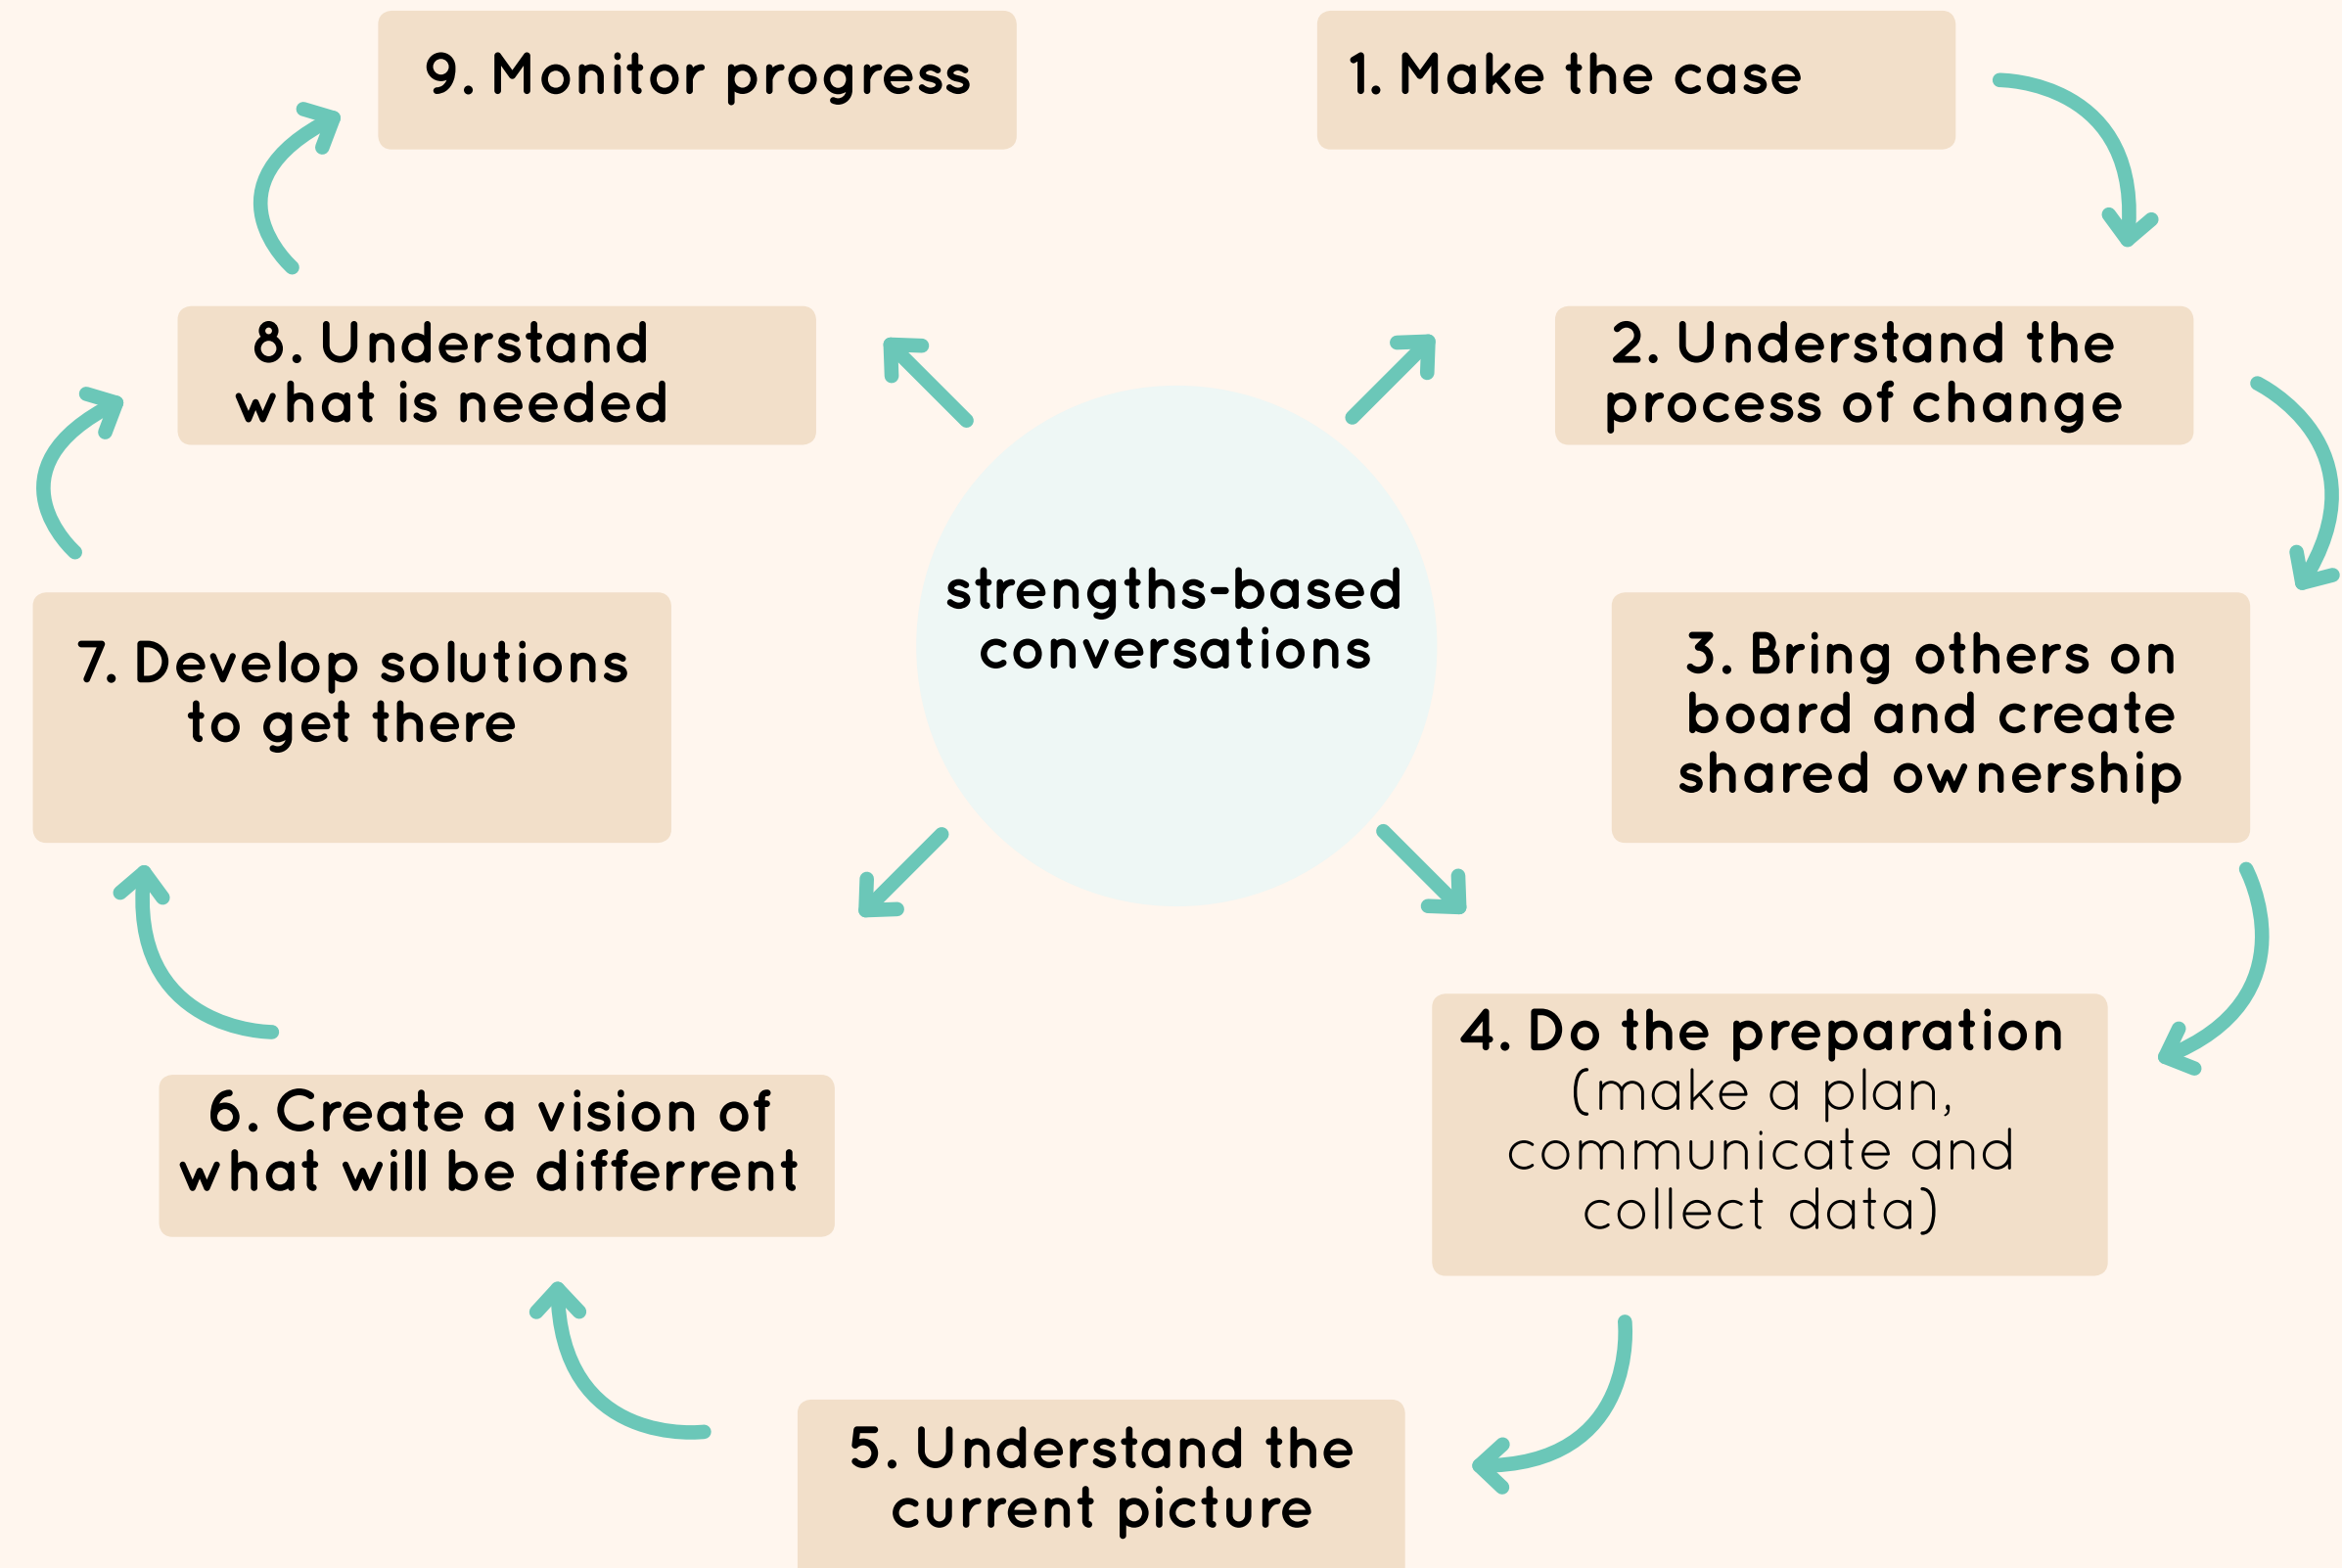 1. Make the case
2. Understand the
process of change
3. Bring others on
board and create
shared ownership
4. Do the preparation
(make a plan,
communicate and
collect data)
5. Understand the
current picture
6. Create a vision of
what will be different
7. Develop solutions
to get there
8. Understand
what is needed
9. Monitor progress
strengths-based
conversations